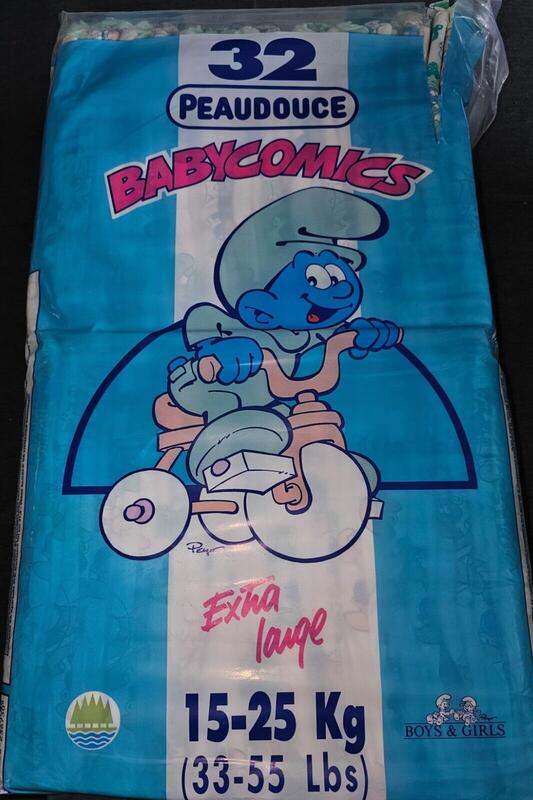 32
PEAUDOUCE
BABYCOMICS
Peyo
Extra
large
15-25 Kg
(33-55 Lbs)
BOYS & GIRLS